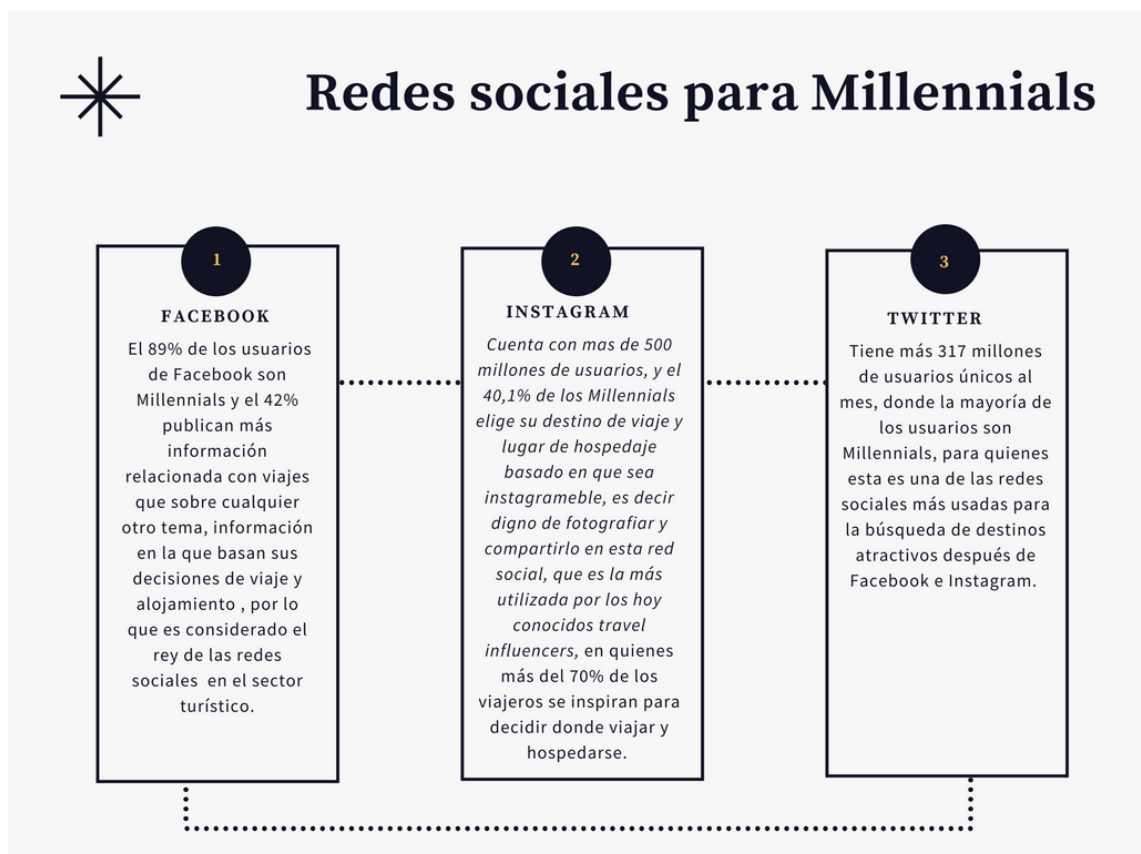 Redes sociales para Millennials
1
FACEBOOK
El 89% de los usuarios
de Facebook son
Millennials y el 42%
publican más
información
relacionada con viajes
que sobre cualquier
otro tema, información
en la que basan sus
decisiones de viaje y
alojamiento , por lo
que es considerado el
rey de las redes
sociales  en el sector
turístico.
2
INSTAGRAM
Cuenta con mas de 500
millones de usuarios, y el
40,1% de los Millennials
elige su destino de viaje y
lugar de hospedaje
basado en que sea
instagrameble, es decir
digno de fotografiar y
compartirlo en esta red
social, que es la más
utilizada por los hoy
conocidos travel
influencers, en quienes
más del 70% de los
viajeros se inspiran para
decidir donde viajar y
hospedarse.
3
TWITTER
Tiene más 317 millones
de usuarios únicos al
mes, donde la mayoría de
los usuarios son
Millennials, para quienes
esta es una de las redes
sociales más usadas para
la búsqueda de destinos
atractivos después de
Facebook e Instagram.